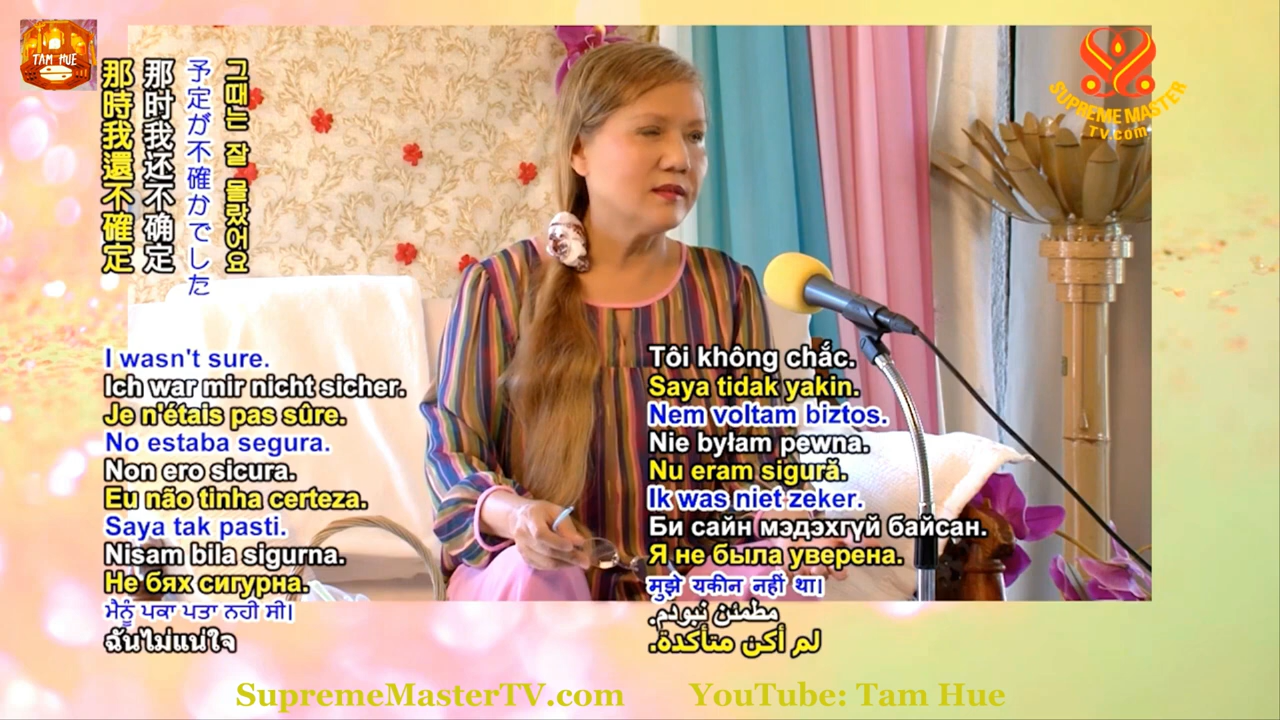 TAM HUE
SUPREME MASTER
TV.com
那時我還不確定
那时我还不确定
予定が不確かでした
그때는 잘 몰랐어요
I wasn't sure.
Ich war mir nicht sicher.
Je n'étais pas sûre.
No estaba segura.
Non ero sicura.
Eu não tinha certeza.
Saya tak pasti.
Nisam bila sigurna.
Не бях сигурна.
ਮੈਨੂੰ ਪਕਾ ਪਤਾ ਨਹੀ ਸੀ।
ฉันไม่แน่ใจ
Tôi không chắc.
Saya tidak yakin.
Nem voltam biztos.
Nie byłam pewna.
Nu eram sigură.
Ik was niet zeker.
Би сайн мэдэхгүй байсан.
Я не была уверена.
मुझे यकीन नहीं था।
مطمئن نبودم.
لم أكن متأكدة.
SupremeMasterTV.com
YouTube: Tam Hue